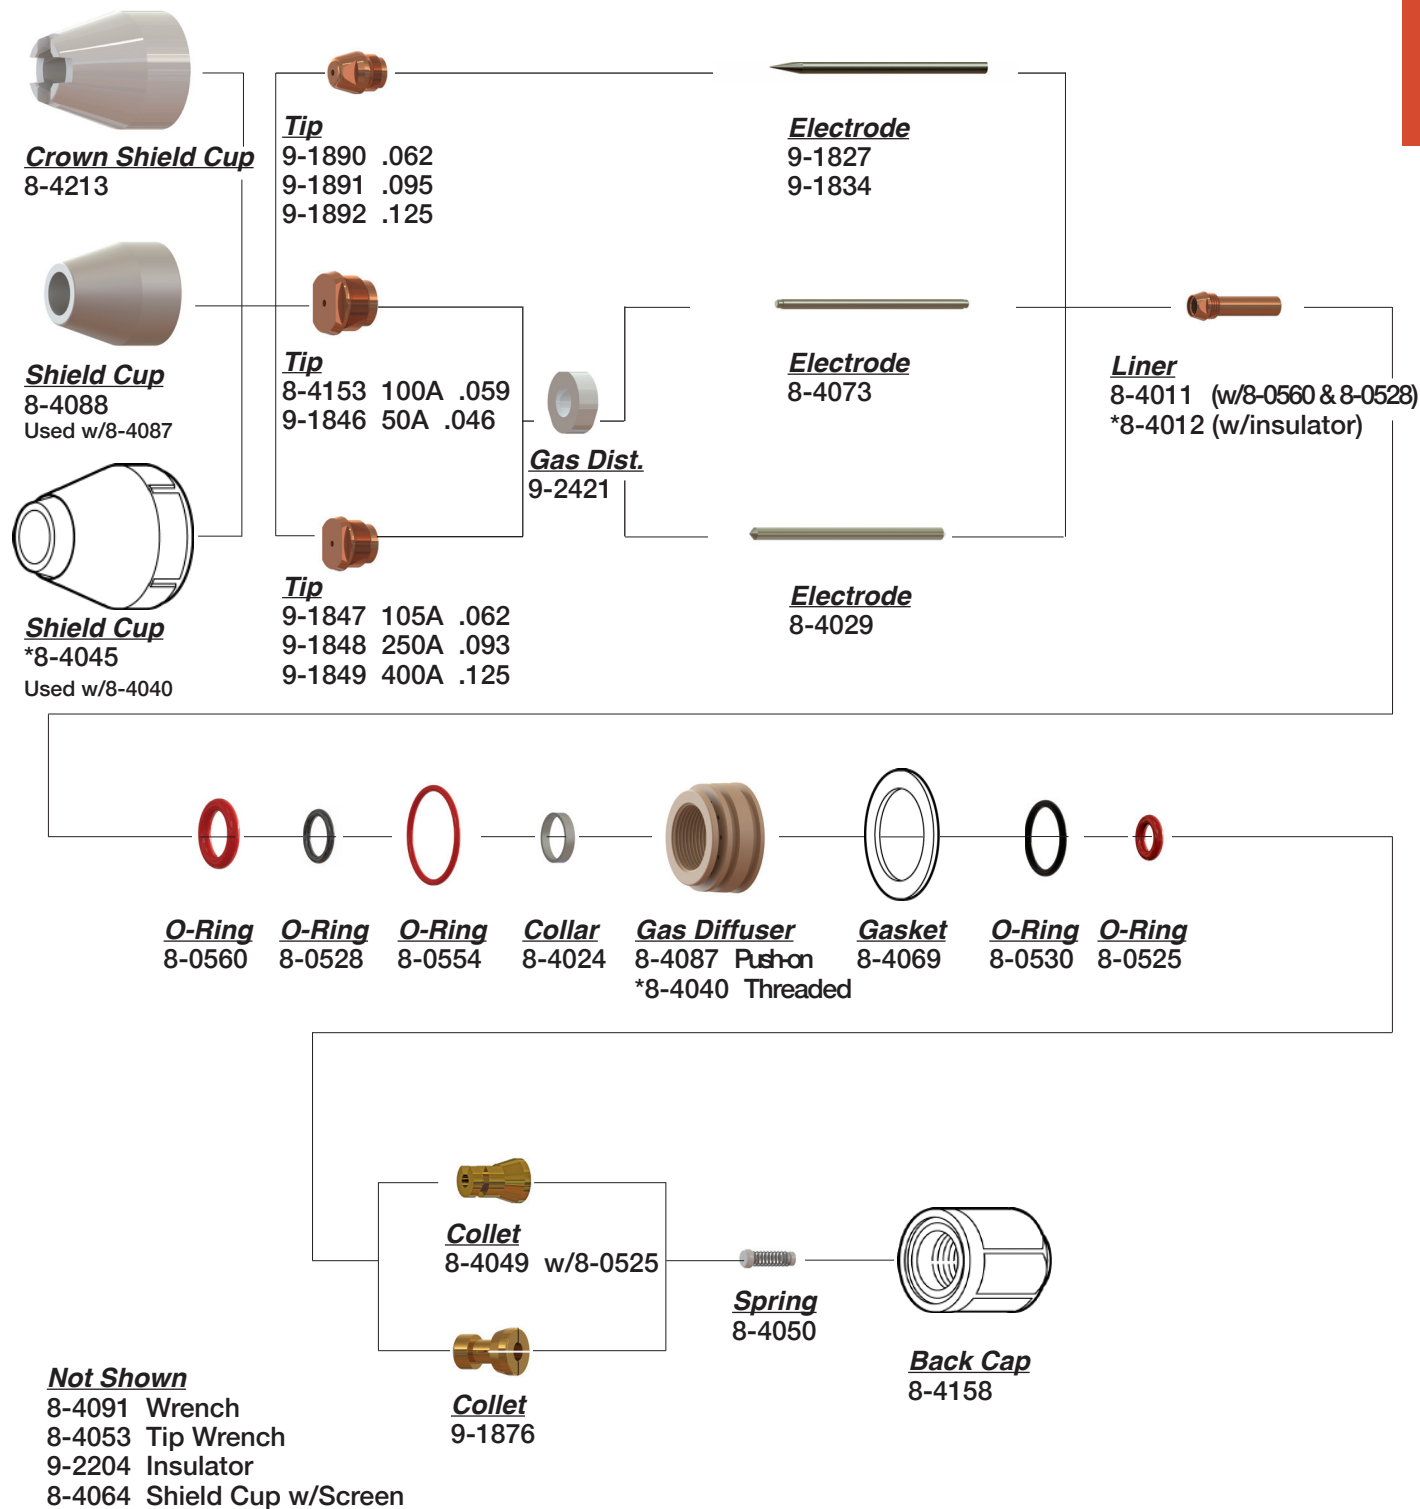 Crown Shield Cup
8-4213
Tip
9-1890 .062
9-1891 .095
9-1892 .125
Electrode
9-1827
9-1834
Shield Cup
8-4088
Used w/8-4087
Tip
8-4153 100A .059
9-1846 50A .046
Gas Dist.
9-2421
Electrode
8-4073
Liner
8-4011 (w/8-0560 & 8-0528)
*8-4012 (w/insulator)
Shield Cup
*8-4045
Used w/8-4040
Tip
9-1847 105A .062
9-1848 250A .093
9-1849 400A .125
Electrode
8-4029
O-Ring
8-0560
O-Ring
8-0528
O-Ring
8-0554
Collar
8-4024
Gas Diffuser
8-4087 Push-on
*8-4040 Threaded
Gasket
8-4069
O-Ring
8-0530
O-Ring
8-0525
Collet
8-4049 w/8-0525
Spring
8-4050
Back Cap
8-4158
Collet
9-1876
Not Shown
8-4091 Wrench
8-4053 Tip Wrench
9-2204 Insulator
8-4064 Shield Cup w/Screen